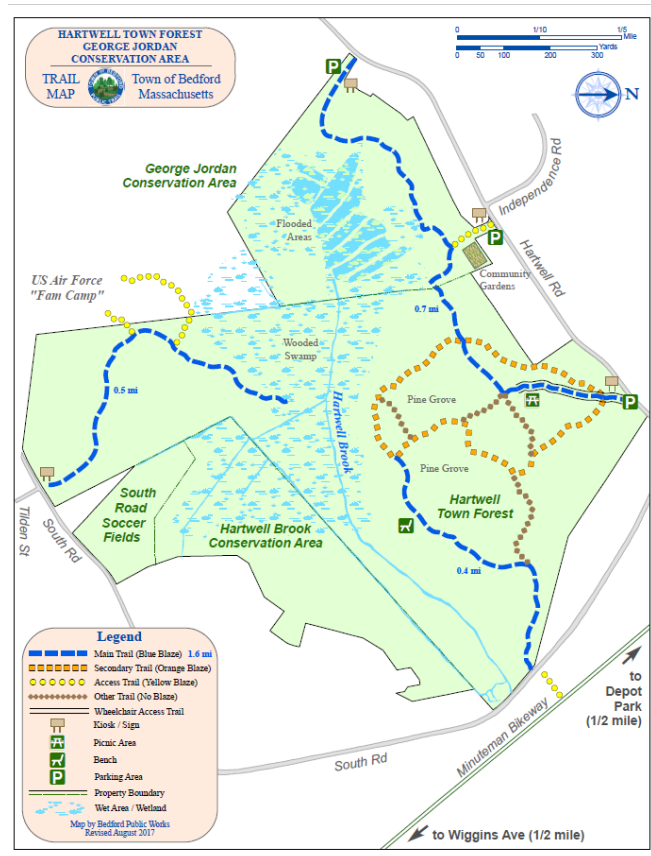 HARTWELL TOWN FOREST
GEORGE JORDAN
CONSERVATION AREA
TRAIL
MAP
TOWN OF BEDFORD
Town of Bedford
Massachusetts
0 1/10 1/5
Mile
Yards
0 50 100 200 300
N
P
George Jordan
Conservation Area
Independence Rd
Flooded
Areas
P
Hartwell Rd
US Air Force
"Fam Camp"
Community
Gardens
0.7 mi
Wooded
Swamp
0.5 mi
Hartwell Brook
Pine Grove
P
Pine Grove
South
Road
Soccer
Fields
Hartwell
Town Forest
Tilden St
South Rd
Hartwell Brook
Conservation Area
0.4 mi
Legend
Main Trail (Blue Blaze) 1.6 mi
Secondary Trail (Orange Blaze)
Access Trail (Yellow Blaze)
Other Trail (No Blaze)
Wheelchair Access Trail
Kiosk / Sign
Picnic Area
Bench
P Parking Area
Property Boundary
Wet Area / Wetland
Map by Bedford Public Works
Revised August 2017
to
Depot
Park
(1/2 mile)
Minuteman Bikeway
South Rd
to Wiggins Ave (1/2 mile)